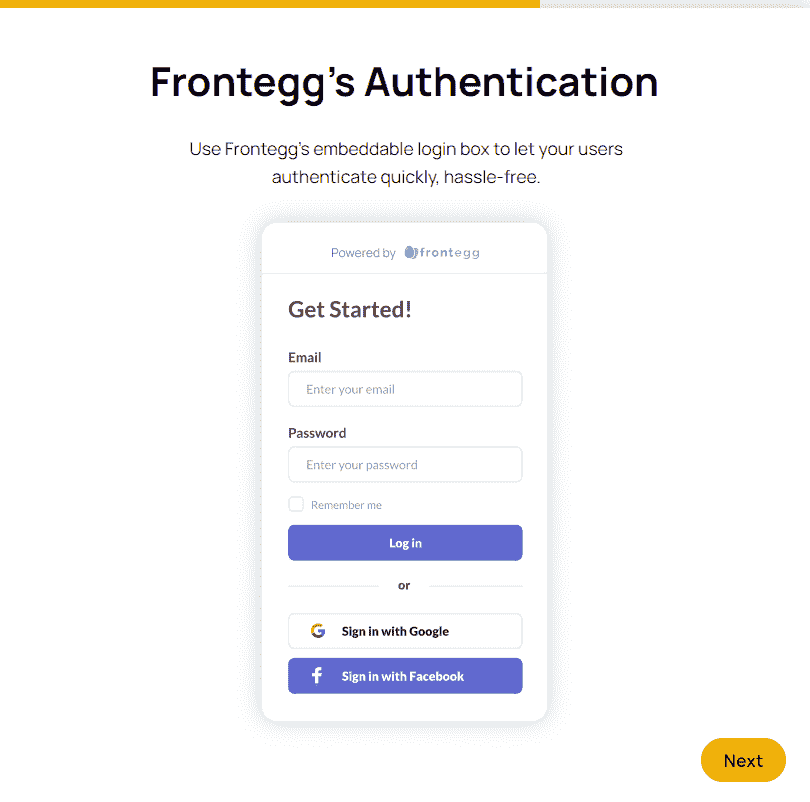 Frontegg's Authentication
Use Frontegg's embeddable login box to let your users
authenticate quickly, hassle-free.
Powered by frontegg
Get Started!
Email
Enter your email
Password
Enter your password
Remember me
Log in
or
Sign in with Google
Sign in with Facebook
Next